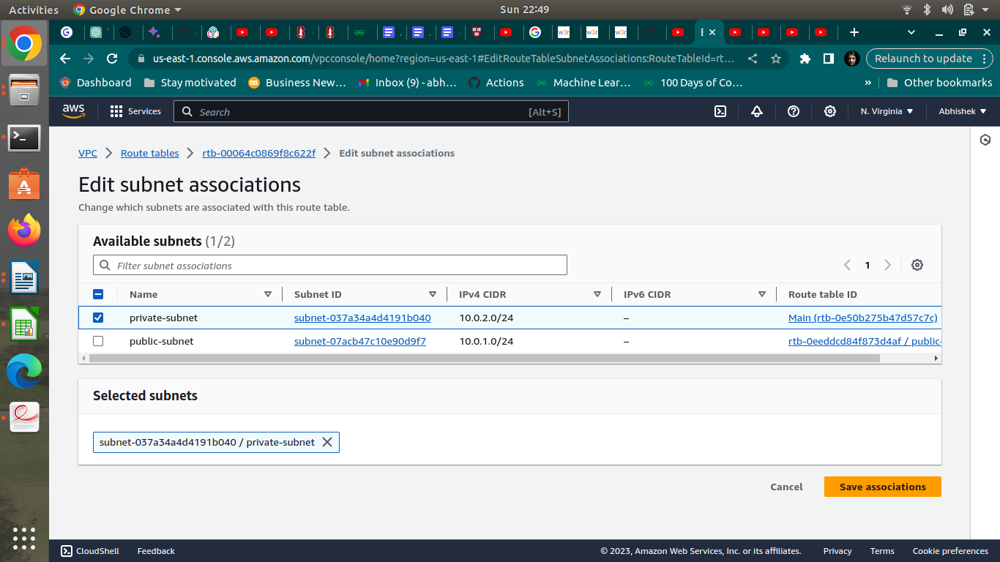 Activities
Google Chrome
Sun 22:49
us-east-1.console.aws.amazon.com/vpcconsole/home?region=us-east-1#EditRouteTableSubnetAssociations:RouteTableId=rt…
Relaunch to update
Dashboard
Stay motivated
Business New…
Inbox (9) - abh…
Actions
Machine Lear…
100 Days of Co…
»
Other bookmarks
aws
Services
Search
[Alt+S]
N. Virginia
Abhishek
VPC
Route tables
rtb-00064c0869f8c622f
Edit subnet associations
Edit subnet associations
Change which subnets are associated with this route table.
Available subnets (1/2)
Filter subnet associations
1
Name
Subnet ID
IPv4 CIDR
IPv6 CIDR
Route table ID
private-subnet
subnet-037a34a4d4191b040
10.0.2.0/24
–
Main (rtb-0e50b275b47d57c7c)
public-subnet
subnet-07acb47c10e90d9f7
10.0.1.0/24
–
rtb-0eeddcd84f873d4af / public-
Selected subnets
subnet-037a34a4d4191b040 / private-subnet
Cancel
Save associations
CloudShell
Feedback
© 2023, Amazon Web Services, Inc. or its affiliates.
Privacy
Terms
Cookie preferences